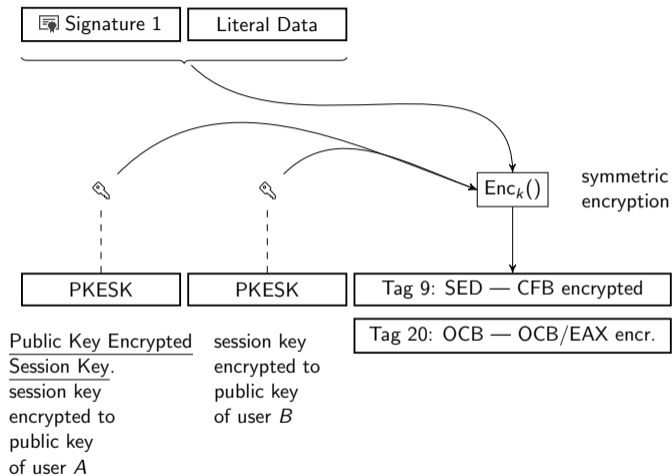 Signature 1
Literal Data
Enc_k()
symmetric
encryption
PKESK
PKESK
Tag 9: SED — CFB encrypted
Tag 20: OCB — OCB/EAX encr.
Public Key Encrypted
Session Key.
session key
encrypted to
public key
of user A
session key
encrypted to
public key
of user B